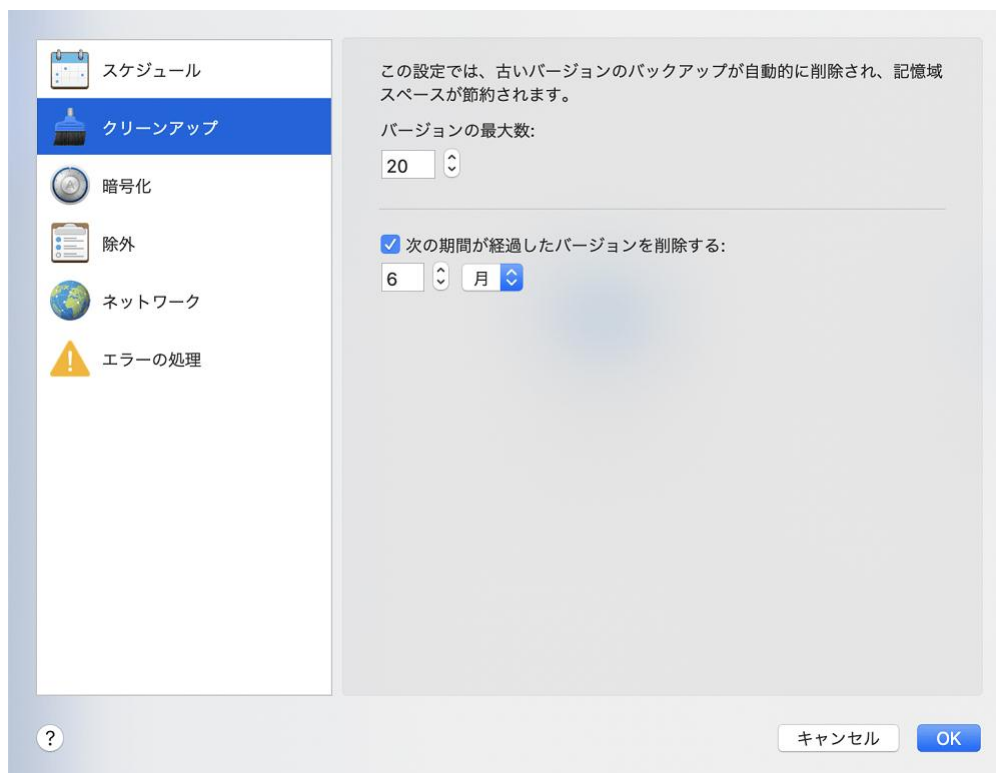 スケジュール
クリーンアップ
暗号化
除外
ネットワーク
エラーの処理
この設定では、古いバージョンのバックアップが自動的に削除され、記憶域
スペースが節約されます。
バージョンの最大数:
20
次の期間が経過したバージョンを削除する:
6 月
? キャンセル OK